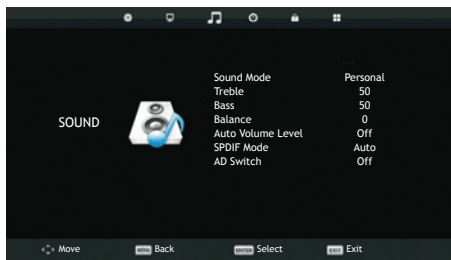 Sound Mode Personal
Treble 50
Bass 50
SOUND
Balance 0
Auto Volume Level Off
SPDIF Mode Auto
AD Switch Off
Move MENU Back ENTER Select EXIT Exit